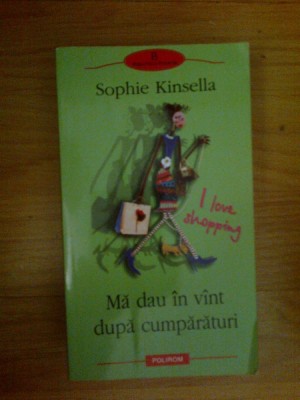 Sophie Kinsella
I love
shopping
Mă dau în vînt
după cumpărături
POLIROM